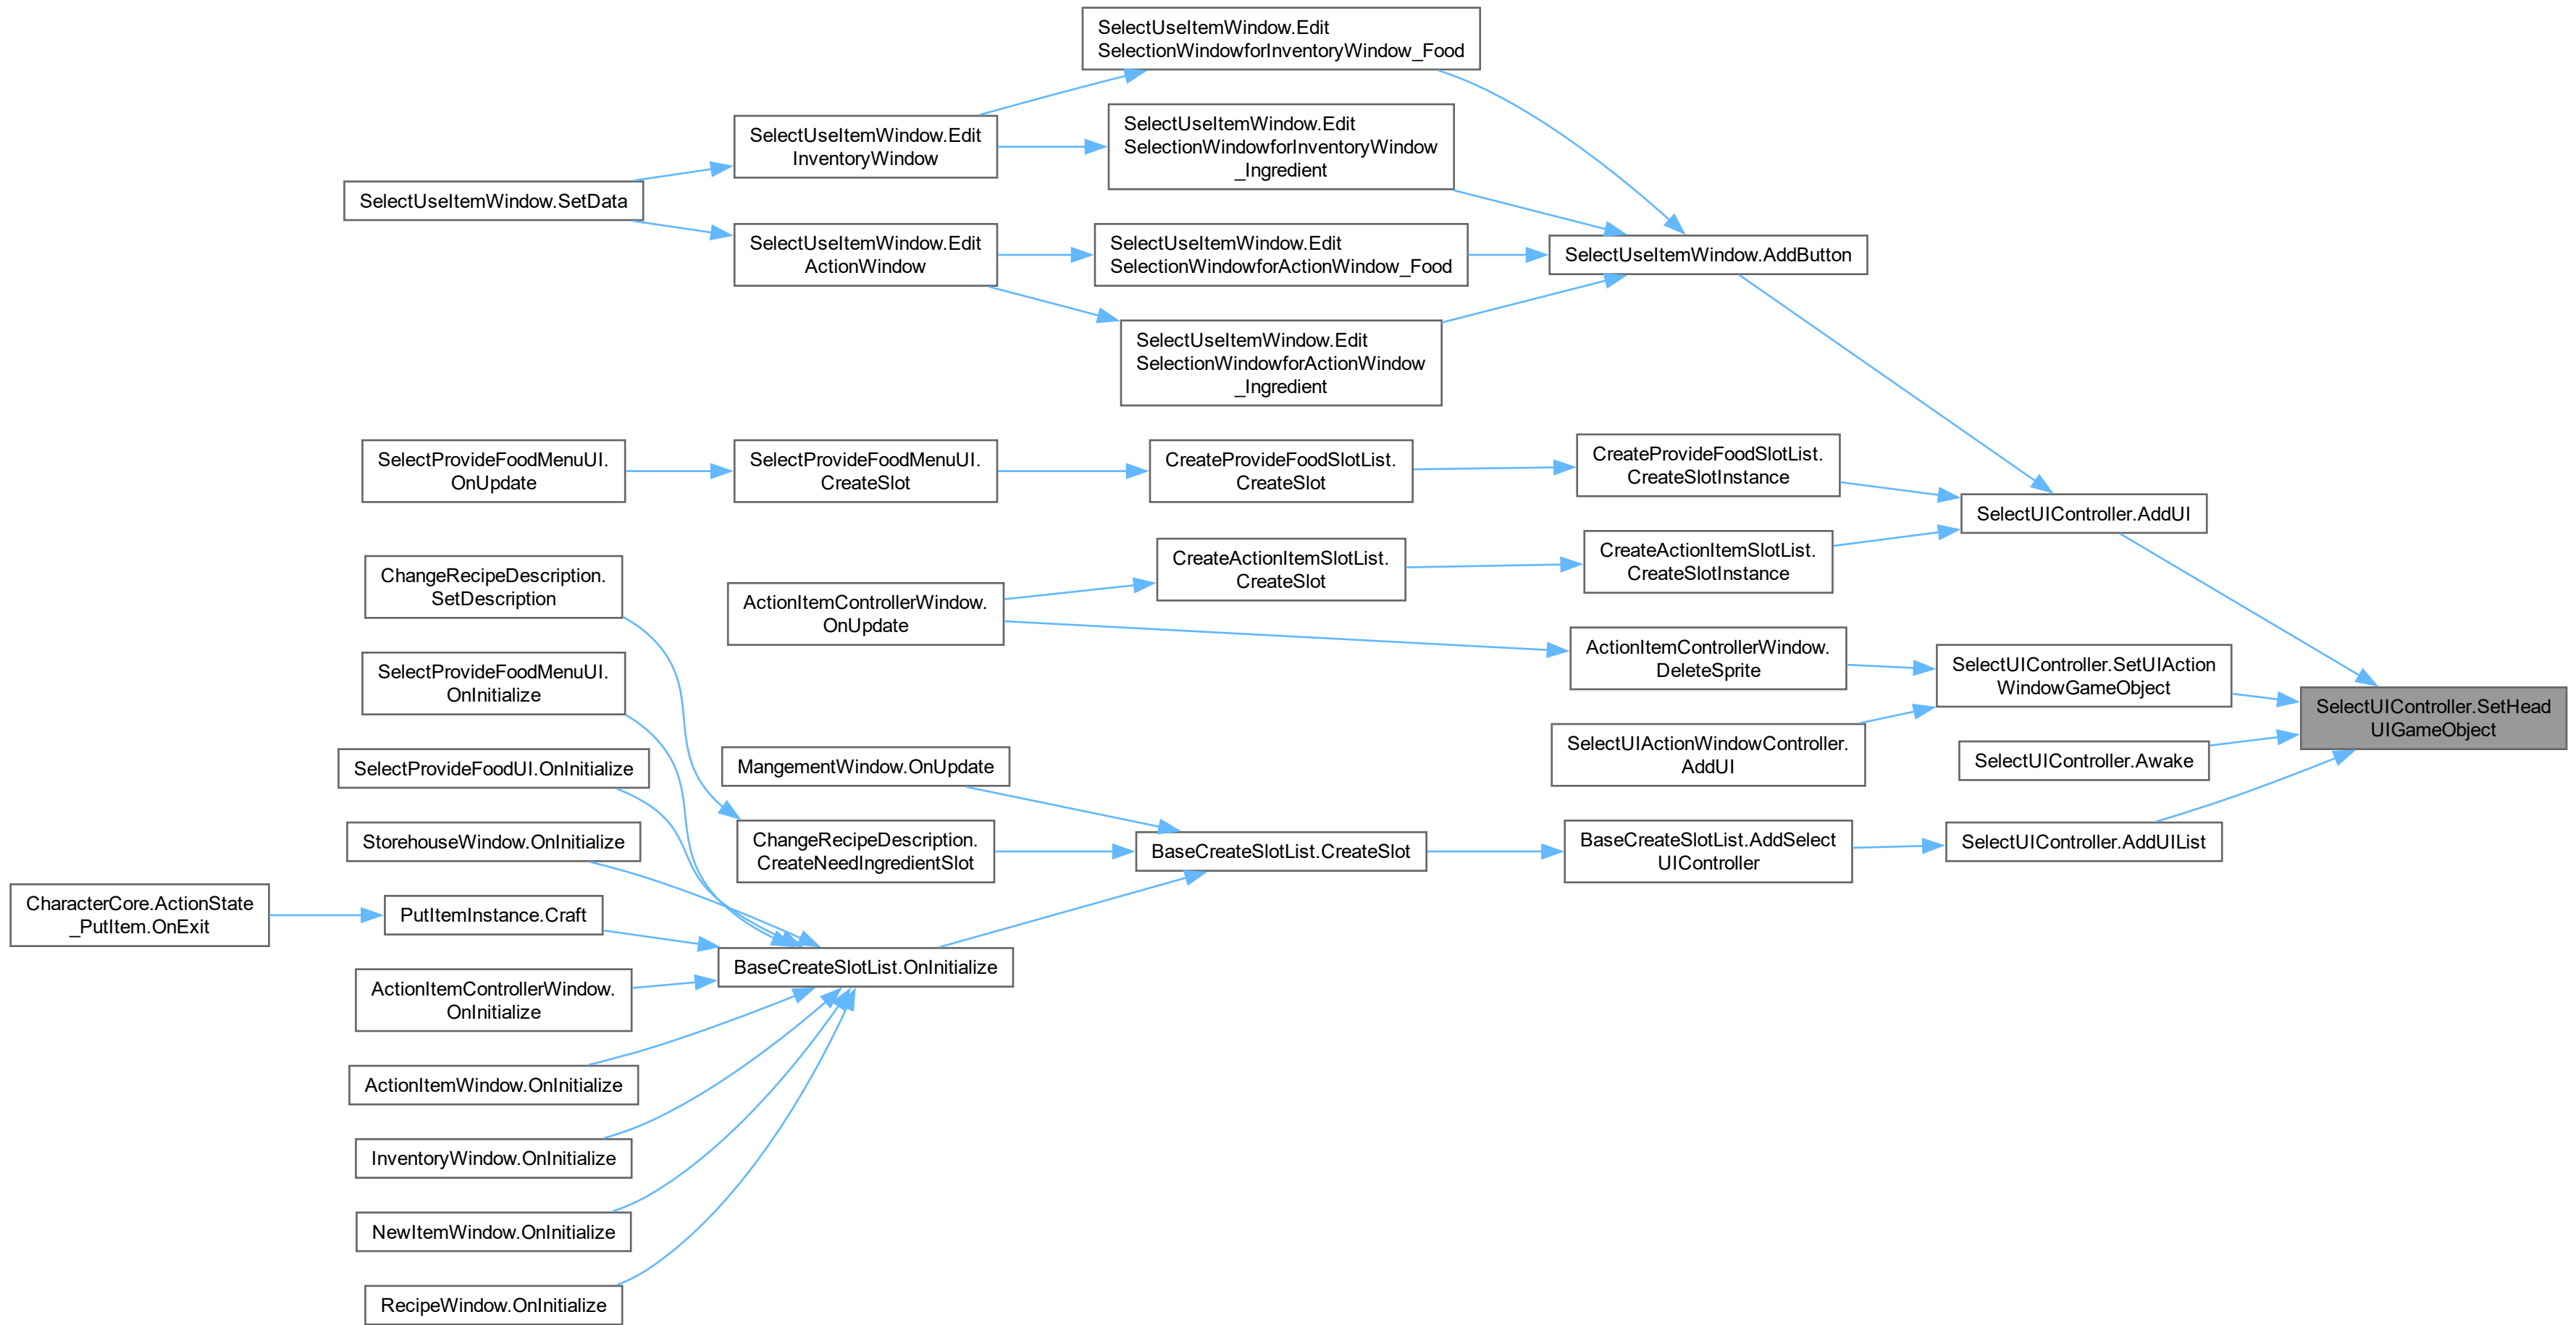 SelectUseItemWindow.Edit
SelectionWindowforInventoryWindow_Food
SelectUseItemWindow.Edit
SelectionWindowforInventoryWindow
_Ingredient
SelectUseItemWindow.Edit
InventoryWindow
SelectUseItemWindow.SetData
SelectUseItemWindow.Edit
ActionWindow
SelectUseItemWindow.Edit
SelectionWindowforActionWindow_Food
SelectUseItemWindow.AddButton
SelectUseItemWindow.Edit
SelectionWindowforActionWindow
_Ingredient
SelectProvideFoodMenuUI.
OnUpdate
SelectProvideFoodMenuUI.
CreateSlot
CreateProvideFoodSlotList.
CreateSlot
CreateProvideFoodSlotList.
CreateSlotInstance
SelectUIController.AddUI
CreateActionItemSlotList.
CreateSlotInstance
CreateActionItemSlotList.
CreateSlot
ChangeRecipeDescription.
SetDescription
ActionItemControllerWindow.
OnUpdate
ActionItemControllerWindow.
DeleteSprite
SelectUIController.SetUIAction
WindowGameObject
SelectProvideFoodMenuUI.
OnInitialize
SelectUIController.SetHead
UIGameObject
SelectUIActionWindowController.
AddUI
SelectUIController.Awake
SelectProvideFoodUI.OnInitialize
MangementWindow.OnUpdate
StorehouseWindow.OnInitialize
ChangeRecipeDescription.
CreateNeedIngredientSlot
BaseCreateSlotList.CreateSlot
BaseCreateSlotList.AddSelect
UIController
SelectUIController.AddUIList
CharacterCore.ActionState
_PutItem.OnExit
PutItemInstance.Craft
BaseCreateSlotList.OnInitialize
ActionItemControllerWindow.
OnInitialize
ActionItemWindow.OnInitialize
InventoryWindow.OnInitialize
NewItemWindow.OnInitialize
RecipeWindow.OnInitialize